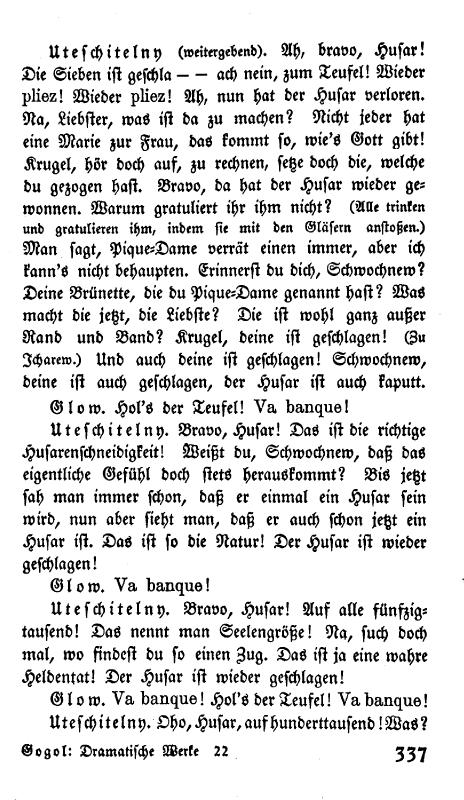 Uteschitelny (weitergebend). Ah, bravo, Husar!
Die Sieben ist geschla — — ach nein, zum Teufel! Wieder
pliez! Wieder pliez! Ah, nun hat der Husar verloren.
Na, Liebster, was ist da zu machen? Nicht jeder hat
eine Marie zur Frau, das kommt so, wie's Gott gibt!
Krugel, hör doch auf, zu rechnen, setze doch die, welche
du gezogen hast. Bravo, da hat der Husar wieder ge-
wonnen. Warum gratuliert ihr ihm nicht? (Alle trinken
und gratulieren ihm, indem sie mit den Gläsern anstoßen.)
Man sagt, Pique-Dame verrät einen immer, aber ich
kann's nicht behaupten. Erinnerst du dich, Schwochnew?
Deine Brünette, die du Pique-Dame genannt hast? Was
macht die jetzt, die Liebste? Die ist wohl ganz außer
Rand und Band? Krugel, deine ist geschlagen! (Zu
Icharew.) Und auch deine ist geschlagen! Schwochnew,
deine ist auch geschlagen, der Husar ist auch kaputt.
Glow. Hol's der Teufel! Va banque!
Uteschitelny. Bravo, Husar! Das ist die richtige
Husarenschneidigkeit! Weißt du, Schwochnew, daß das
eigentliche Gefühl doch stets herauskommt? Bis jetzt
sah man immer schon, daß er einmal ein Husar sein
wird, nun aber sieht man, daß er auch schon jetzt ein
Husar ist. Das ist so die Natur! Der Husar ist wieder
geschlagen!
Glow. Va banque!
Uteschitelny. Bravo, Husar! Auf alle fünfzig-
tausend! Das nennt man Seelengröße! Na, such doch
mal, wo findest du so einen Zug. Das ist ja eine wahre
Heldentat! Der Husar ist wieder geschlagen!
Glow. Va banque! Hol's der Teufel! Va banque!
Uteschitelny. Oho, Husar, auf hunderttausend! Was?
Gogol: Dramatische Werke 22
337